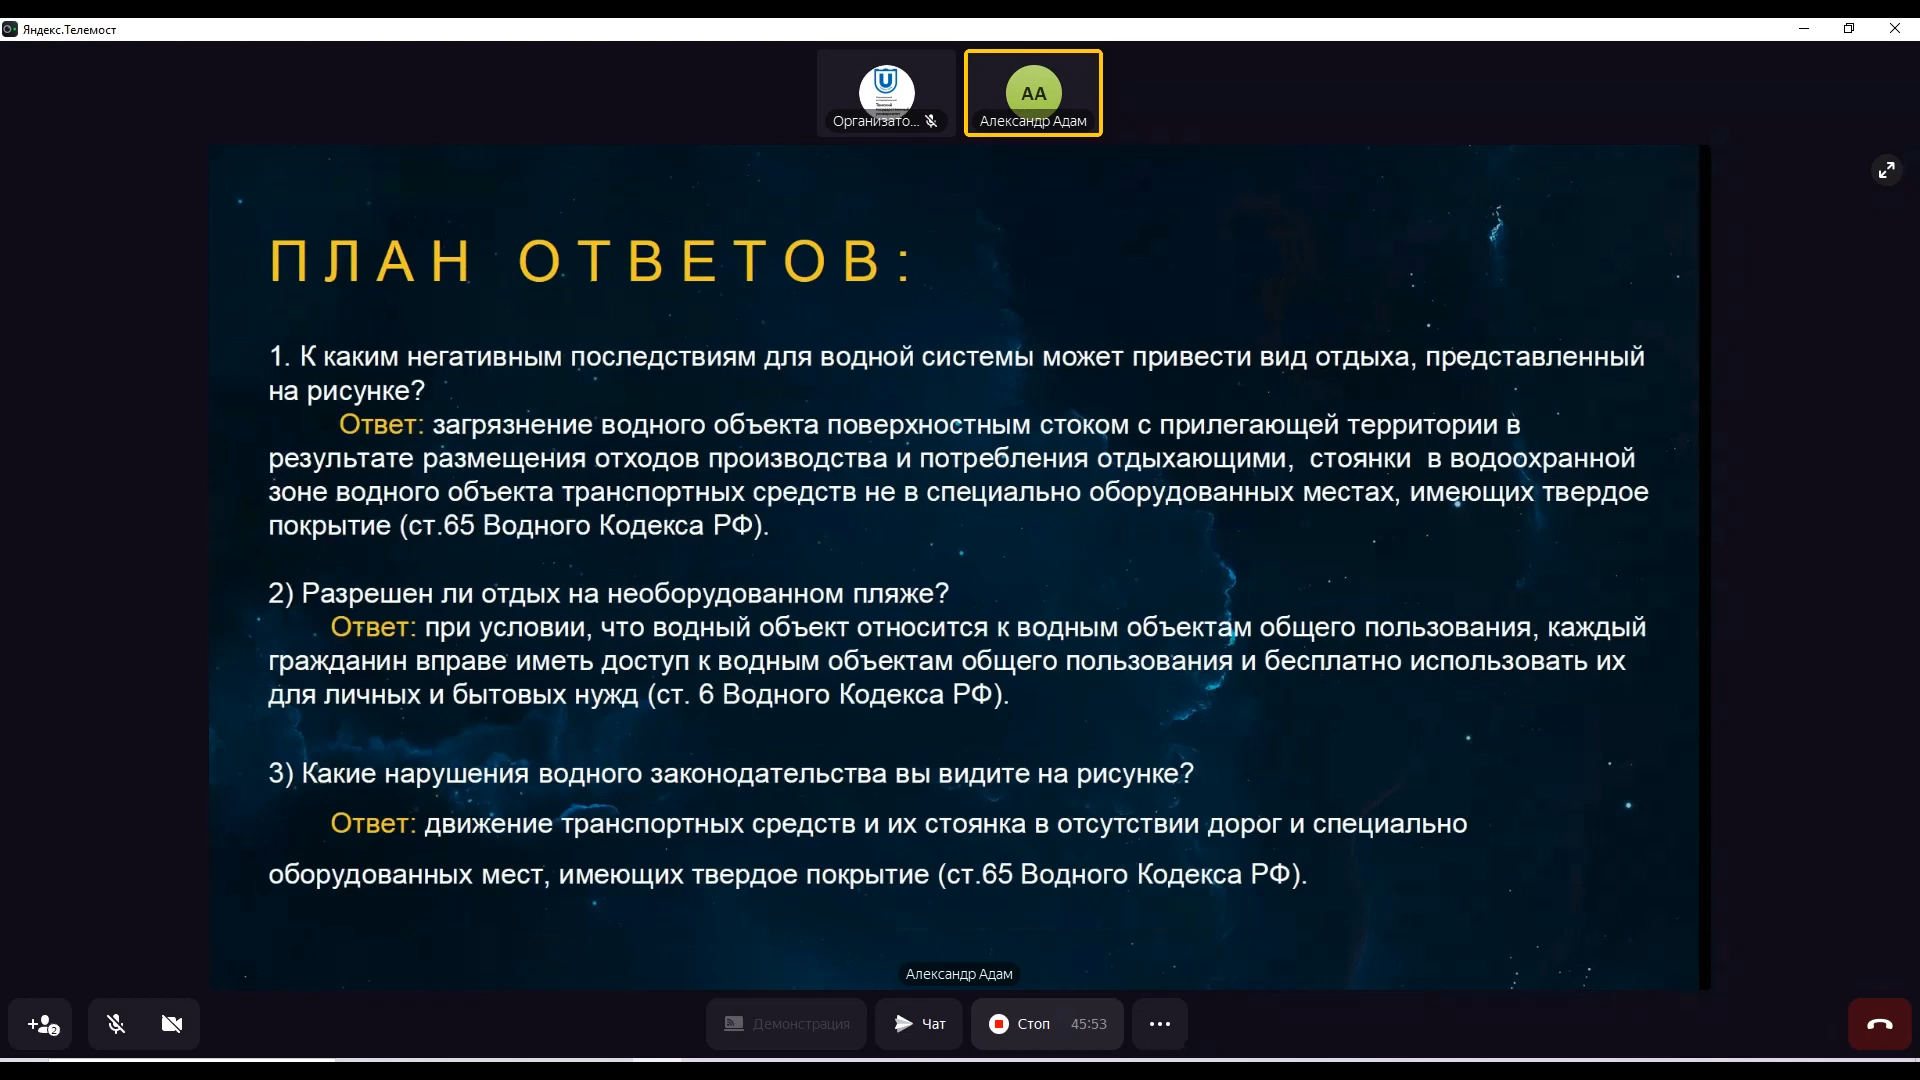 Яндекс.Телемост
АА
Организато...
Александр Адам
ПЛАН ОТВЕТОВ:
1. К каким негативным последствиям для водной системы может привести вид отдыха, представленный
на рисунке?
Ответ: загрязнение водного объекта поверхностным стоком с прилегающей территории в
результате размещения отходов производства и потребления отдыхающими, стоянки в водоохранной
зоне водного объекта транспортных средств не в специально оборудованных местах, имеющих твердое
покрытие (ст.65 Водного Кодекса РФ).
2) Разрешен ли отдых на необорудованном пляже?
Ответ: при условии, что водный объект относится к водным объектам общего пользования, каждый
гражданин вправе иметь доступ к водным объектам общего пользования и бесплатно использовать их
для личных и бытовых нужд (ст. 6 Водного Кодекса РФ).
3) Какие нарушения водного законодательства вы видите на рисунке?
Ответ: движение транспортных средств и их стоянка в отсутствии дорог и специально
оборудованных мест, имеющих твердое покрытие (ст.65 Водного Кодекса РФ).
Александр Адам
2
Демонстрация
Чат
Стоп 45:53